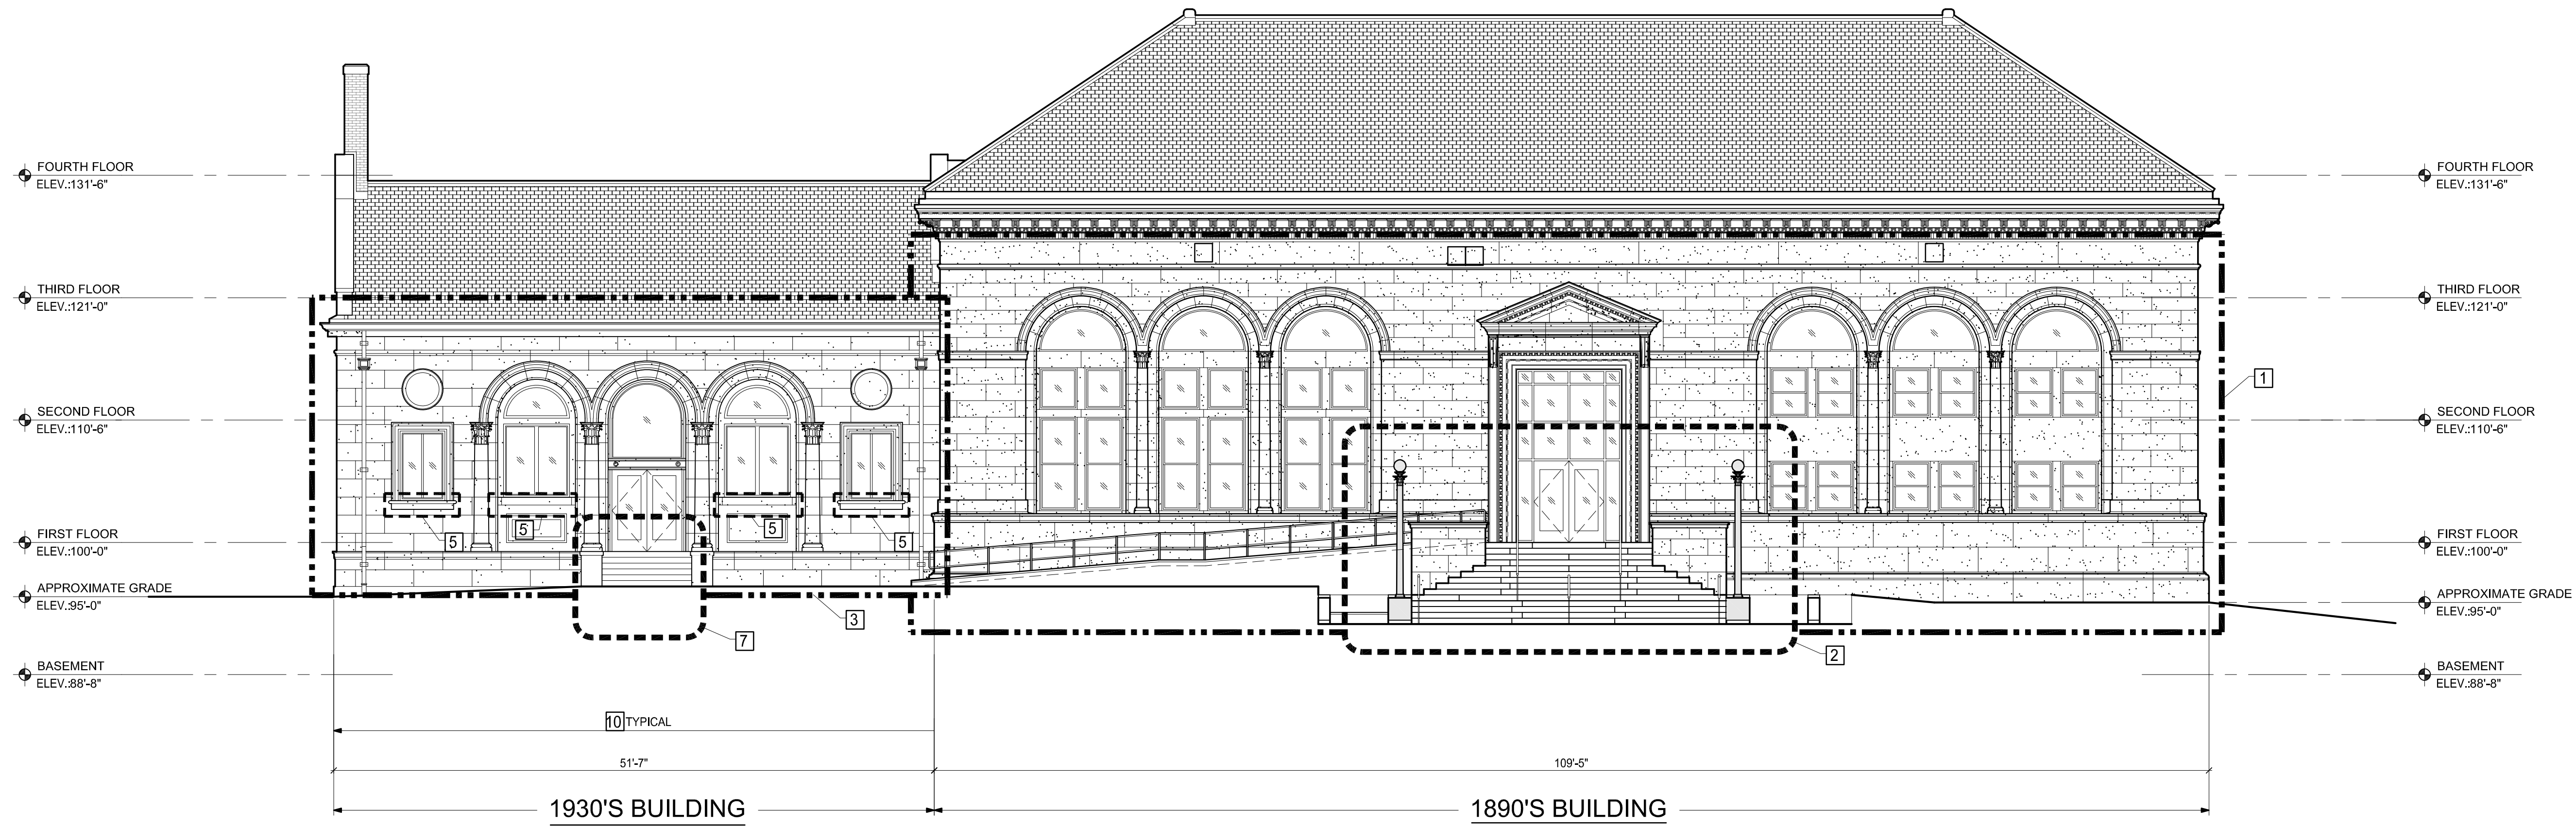 FOURTH FLOOR
ELEV.:131'-6"
THIRD FLOOR
ELEV.:121'-0"
SECOND FLOOR
ELEV.:110'-6"
FIRST FLOOR
ELEV.:100'-0"
APPROXIMATE GRADE
ELEV.:95'-0"
BASEMENT
ELEV.:88'-8"
5
5
5
5
7
3
2
1
FOURTH FLOOR
ELEV.:131'-6"
THIRD FLOOR
ELEV.:121'-0"
SECOND FLOOR
ELEV.:110'-6"
FIRST FLOOR
ELEV.:100'-0"
APPROXIMATE GRADE
ELEV.:95'-0"
BASEMENT
ELEV.:88'-8"
10 TYPICAL
51'-7"
109'-5"
1930'S BUILDING
1890'S BUILDING